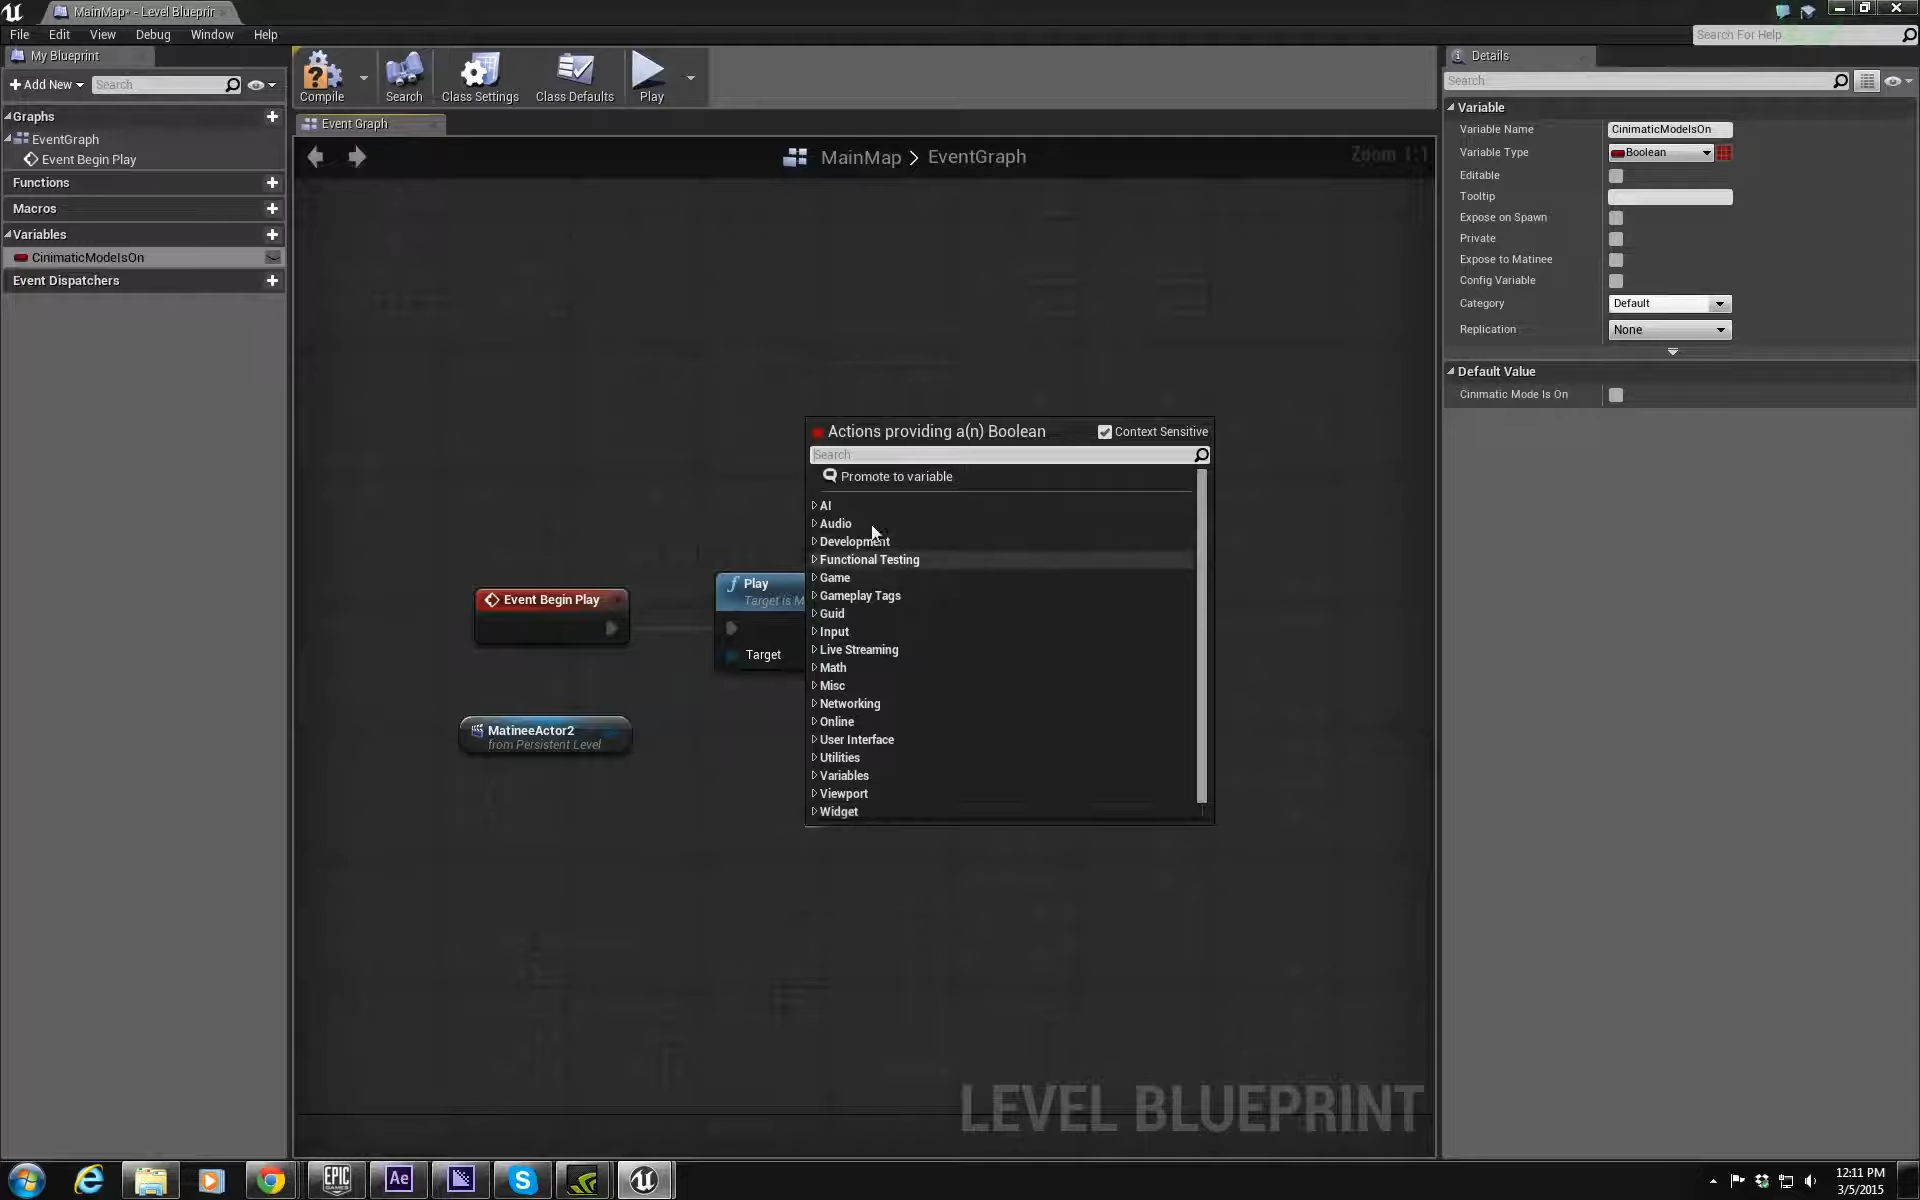 MainMap* - Level Blueprir
File Edit View Debug Window Help
Search For Help
My Blueprint
Add New
Search
Graphs
EventGraph
Event Begin Play
Functions
Macros
Variables
CinimaticModeIsOn
Event Dispatchers
Compile
Search
Class Settings
Class Defaults
Play
Event Graph
MainMap > EventGraph
Zoom 1:1
Event Begin Play
Play
Target is M
Target
MatineeActor2
from Persistent Level
Actions providing a(n) Boolean
Context Sensitive
Search
Promote to variable
AI
Audio
Development
Functional Testing
Game
Gameplay Tags
Guid
Input
Live Streaming
Math
Misc
Networking
Online
User Interface
Utilities
Variables
Viewport
Widget
LEVEL BLUEPRINT
Details
Search
Variable
Variable Name CinimaticModeIsOn
Variable Type Boolean
Editable
Tooltip
Expose on Spawn
Private
Expose to Matinee
Config Variable
Category Default
Replication None
Default Value
Cinimatic Mode Is On
EPIC
GAMES
Ae
12:11 PM
3/5/2015